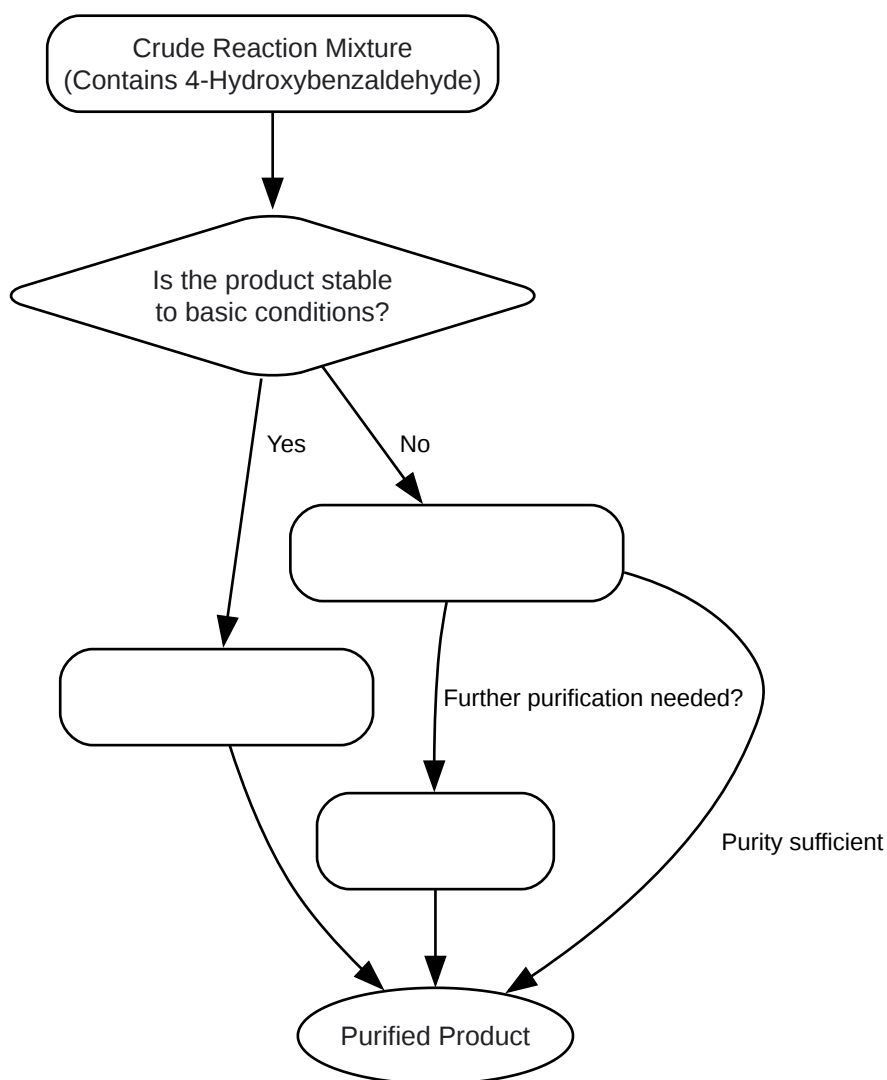 Crude Reaction Mixture
(Contains 4-Hydroxybenzaldehyde)
Is the product stable
to basic conditions?
Yes
No
Further purification needed?
Purity sufficient
Purified Product